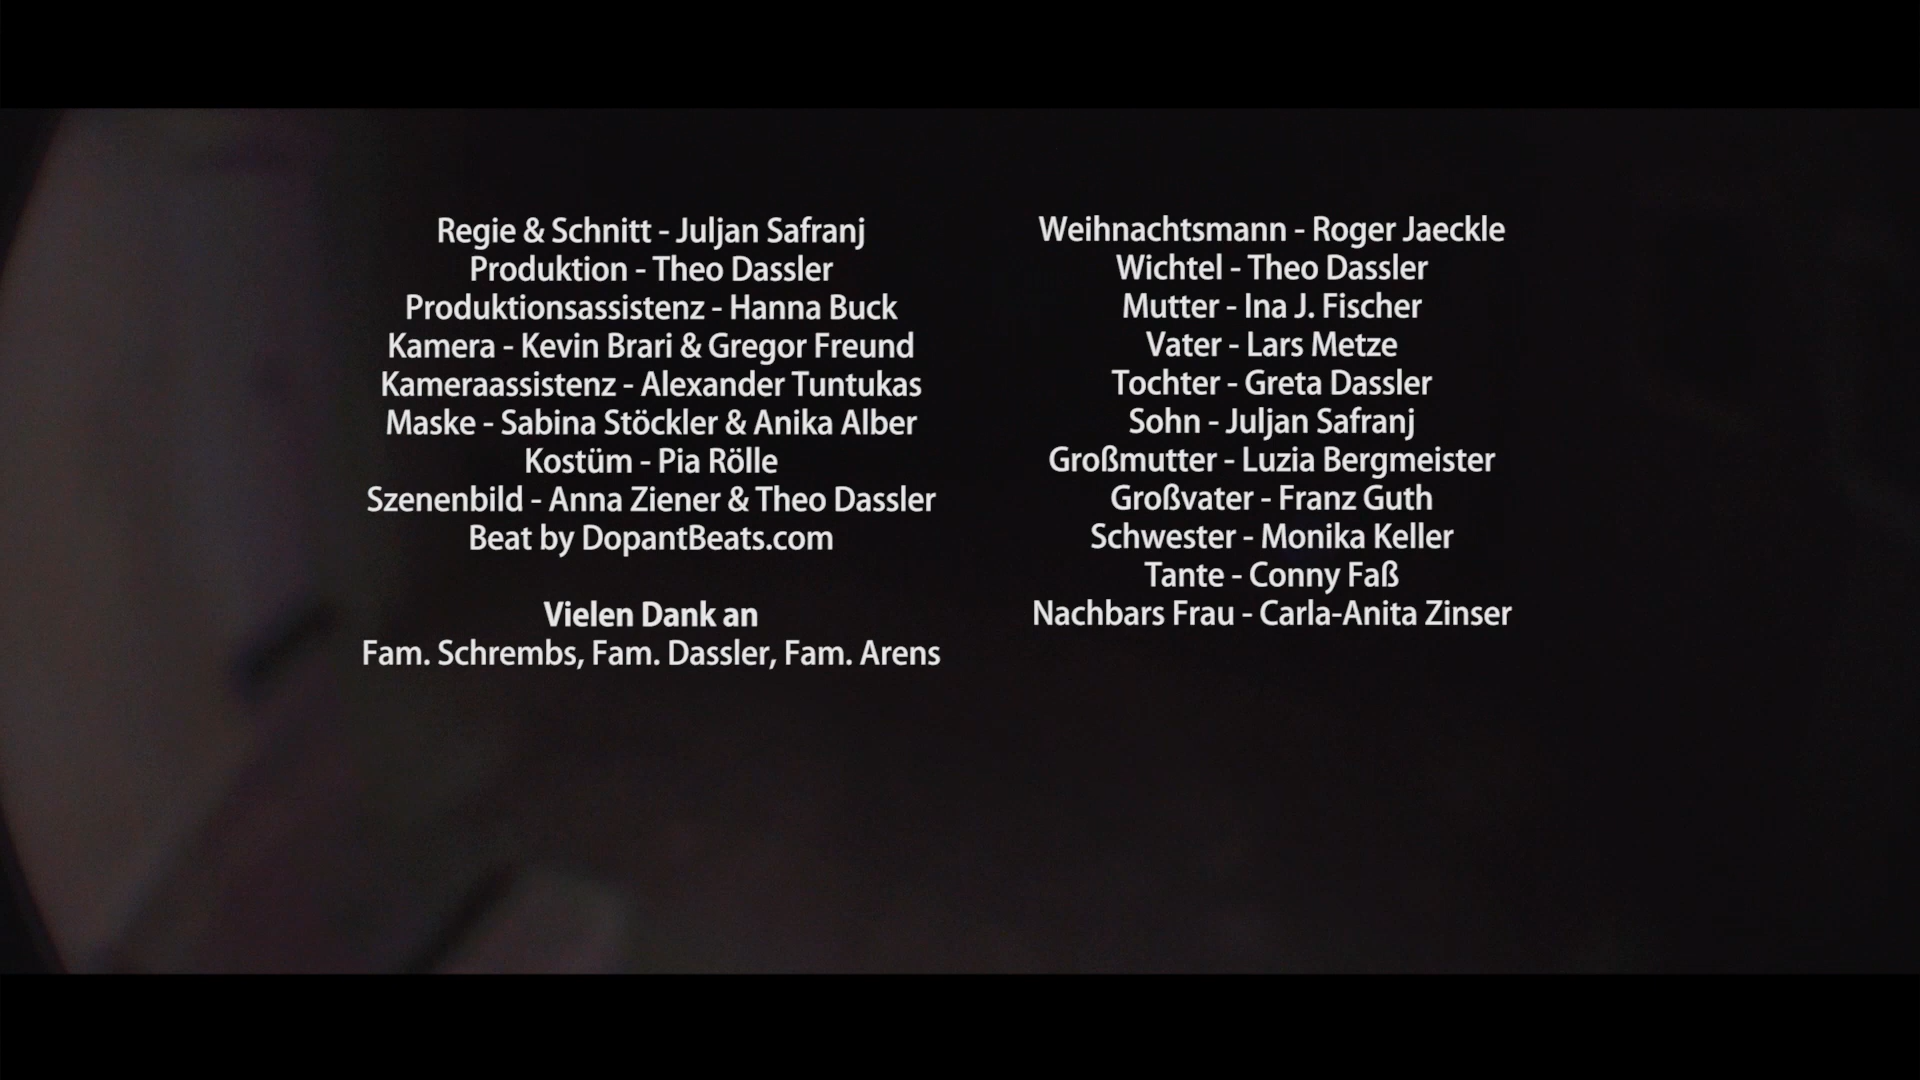 Regie & Schnitt - Juljan Safranj
Produktion - Theo Dassler
Produktionsassistenz - Hanna Buck
Kamera - Kevin Brari & Gregor Freund
Kameraassistenz - Alexander Tuntukas
Maske - Sabina Stöckler & Anika Alber
Kostüm - Pia Rölle
Szenenbild - Anna Ziener & Theo Dassler
Beat by DopantBeats.com
Vielen Dank an
Fam. Schrembs, Fam. Dassler, Fam. Arens
Weihnachtsmann - Roger Jaeckle
Wichtel - Theo Dassler
Mutter - Ina J. Fischer
Vater - Lars Metze
Tochter - Greta Dassler
Sohn - Juljan Safranj
Großmutter - Luzia Bergmeister
Großvater - Franz Guth
Schwester - Monika Keller
Tante - Conny Faß
Nachbars Frau - Carla-Anita Zinser